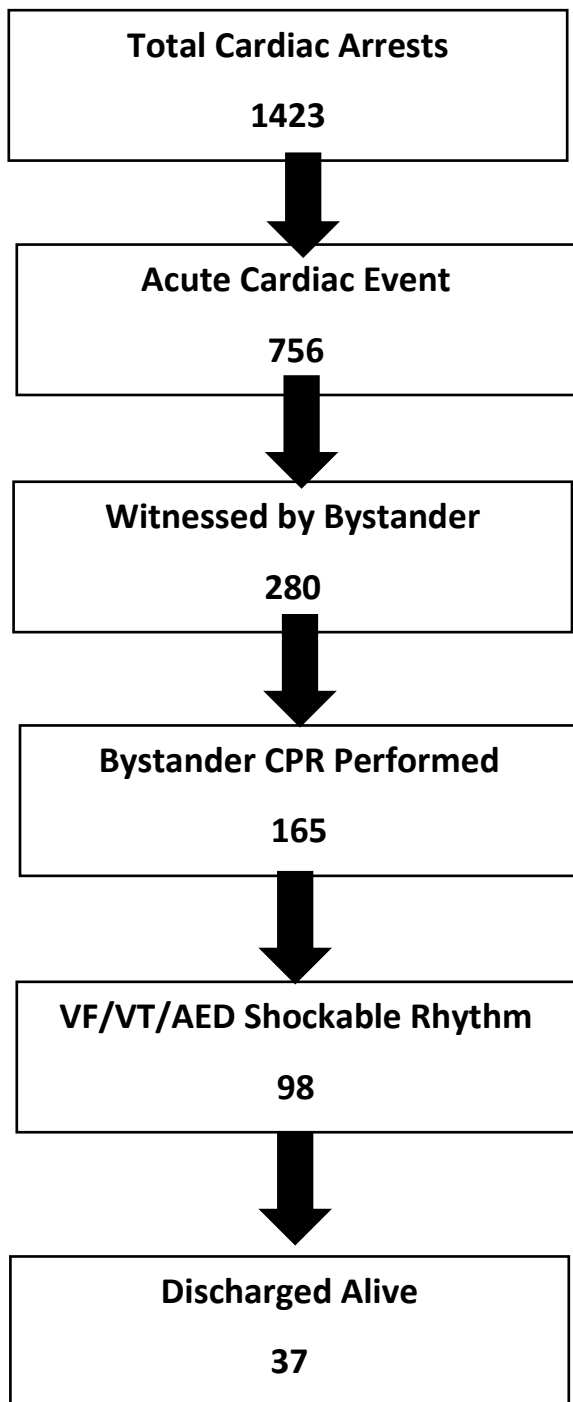 Total Cardiac Arrests
1423
Acute Cardiac Event
756
Witnessed by Bystander
280
Bystander CPR Performed
165
VF/VT/AED Shockable Rhythm
98
Discharged Alive
37